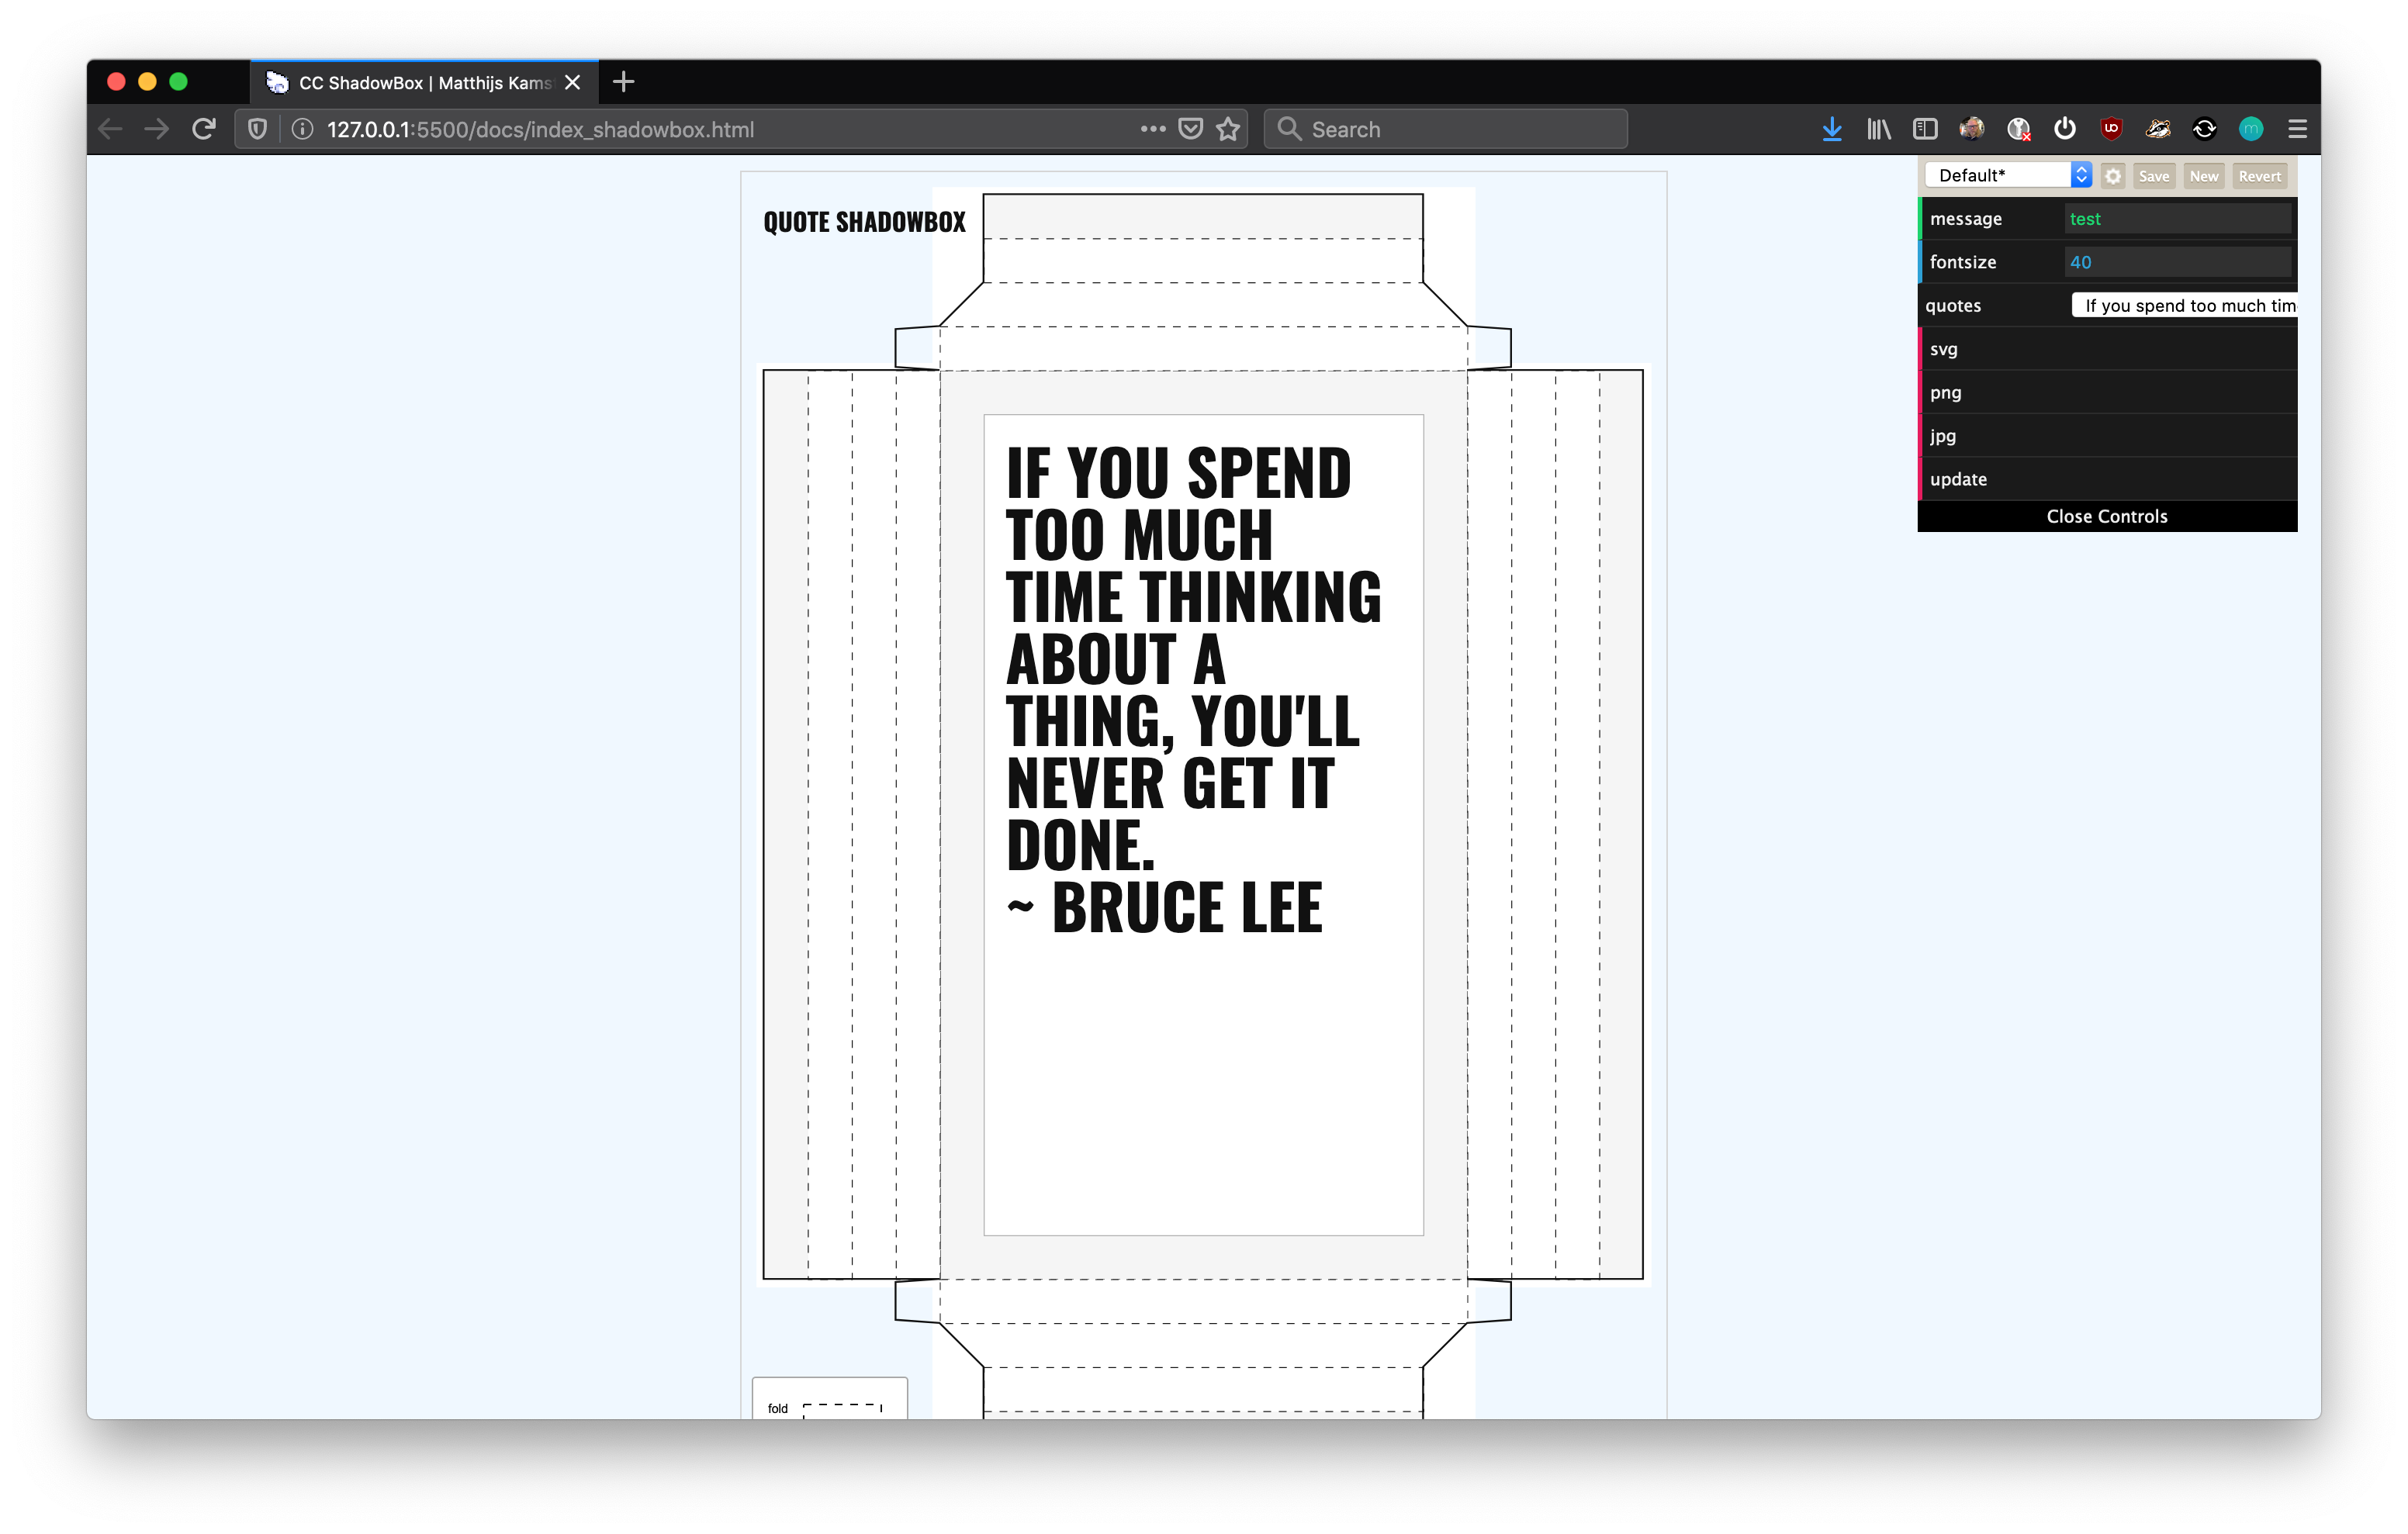 CC ShadowBox | Matthijs Kams
127.0.0.1:5500/docs/index_shadowbox.html
Search
Default*
Save
New
Revert
message test
fontsize 40
quotes If you spend too much tim
svg
png
jpg
update
Close Controls
QUOTE SHADOWBOX
IF YOU SPEND
TOO MUCH
TIME THINKING
ABOUT A
THING, YOU'LL
NEVER GET IT
DONE.
~ BRUCE LEE
fold